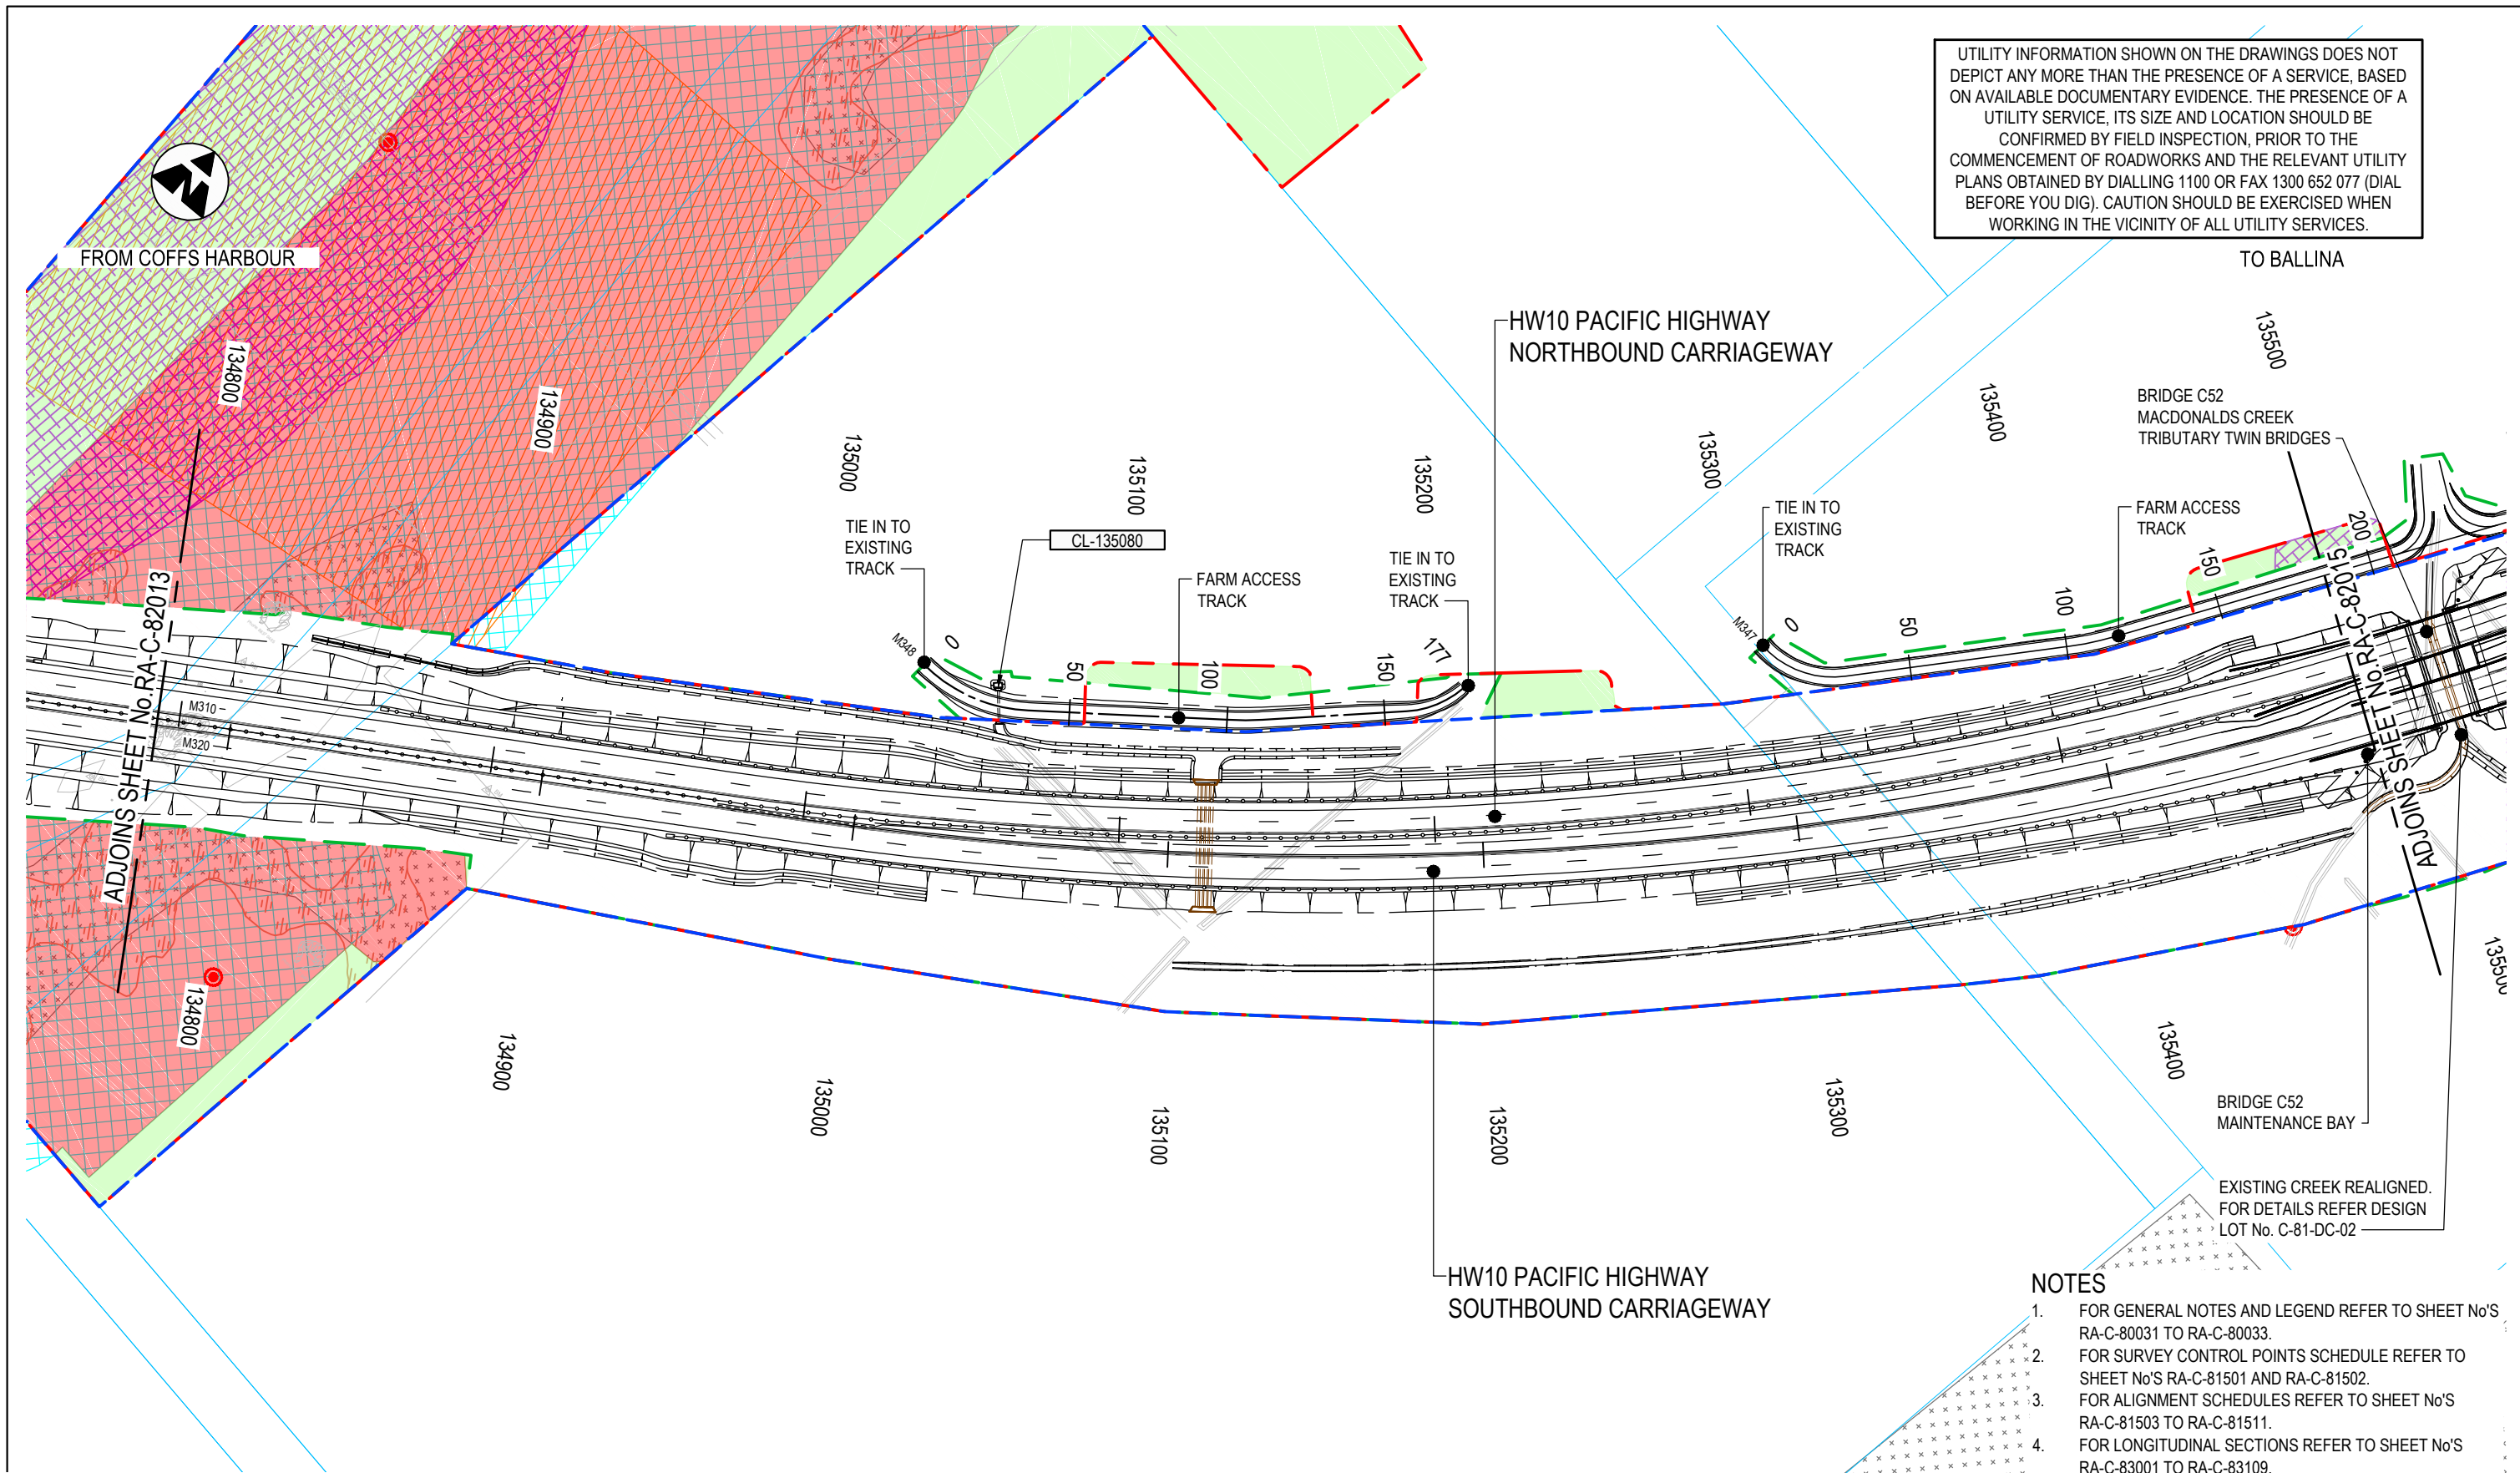 UTILITY INFORMATION SHOWN ON THE DRAWINGS DOES NOT
DEPICT ANY MORE THAN THE PRESENCE OF A SERVICE, BASED
ON AVAILABLE DOCUMENTARY EVIDENCE. THE PRESENCE OF A
UTILITY SERVICE, ITS SIZE AND LOCATION SHOULD BE
CONFIRMED BY FIELD INSPECTION, PRIOR TO THE
COMMENCEMENT OF ROADWORKS AND THE RELEVANT UTILITY
PLANS OBTAINED BY DIALLING 1100 OR FAX 1300 652 077 (DIAL
BEFORE YOU DIG). CAUTION SHOULD BE EXERCISED WHEN
WORKING IN THE VICINITY OF ALL UTILITY SERVICES.
FROM COFFS HARBOUR
TO BALLINA
HW10 PACIFIC HIGHWAY
NORTHBOUND CARRIAGEWAY
134800
134900
135000
135100
135200
135300
135400
135500
BRIDGE C52
MACDONALDS CREEK
TRIBUTARY TWIN BRIDGES
TIE IN TO
EXISTING
TRACK
CL-135080
FARM ACCESS
TRACK
TIE IN TO
EXISTING
TRACK
TIE IN TO
EXISTING
TRACK
FARM ACCESS
TRACK
M348
0
50
100
150
177
M347
0
50
100
150
200
ADJOINS SHEET No.RA-C-82013
M310
M320
ADJOINS SHEET No.RA-C-82015
134800
134900
135000
135100
135200
135300
135400
135500
BRIDGE C52
MAINTENANCE BAY
EXISTING CREEK REALIGNED.
FOR DETAILS REFER DESIGN
LOT No. C-81-DC-02
HW10 PACIFIC HIGHWAY
SOUTHBOUND CARRIAGEWAY
NOTES
1. FOR GENERAL NOTES AND LEGEND REFER TO SHEET No'S
RA-C-80031 TO RA-C-80033.
2. FOR SURVEY CONTROL POINTS SCHEDULE REFER TO
SHEET No'S RA-C-81501 AND RA-C-81502.
3. FOR ALIGNMENT SCHEDULES REFER TO SHEET No'S
RA-C-81503 TO RA-C-81511.
4. FOR LONGITUDINAL SECTIONS REFER TO SHEET No'S
RA-C-83001 TO RA-C-83109.